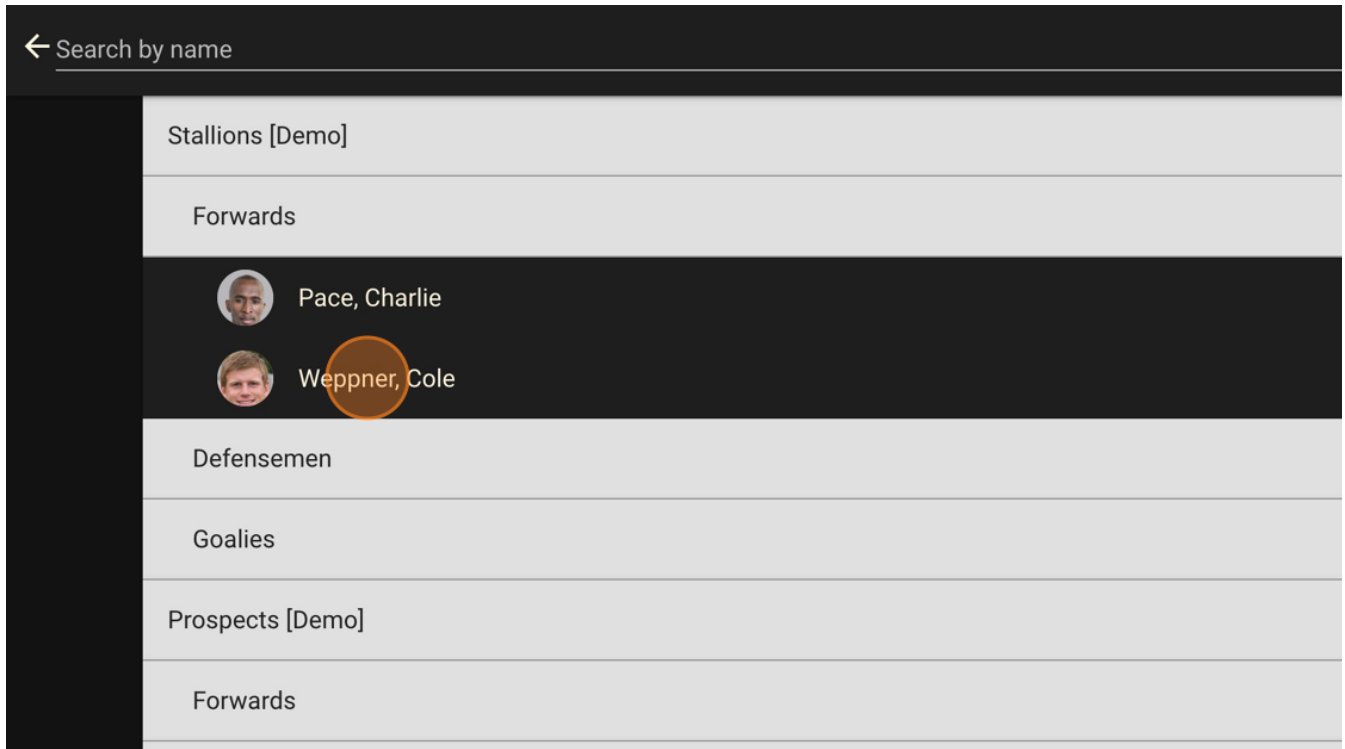 Search by name
Stallions [Demo]
Forwards
Pace, Charlie
Weppner, Cole
Defensemen
Goalies
Prospects [Demo]
Forwards